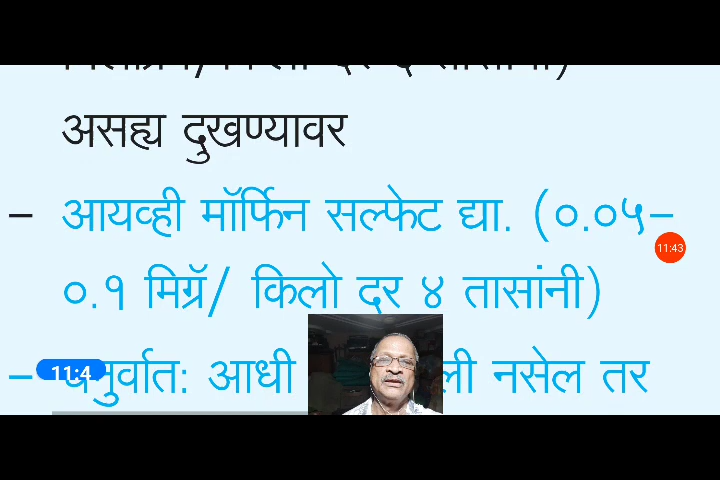 असह्य दुखण्यावर
– आयव्ही मॉर्फिन सल्फेट द्या. (०.०५–
11:43
०.१ मिग्रॅ/ किलो दर ४ तासांनी)
– आधी नसेल तर
11:4